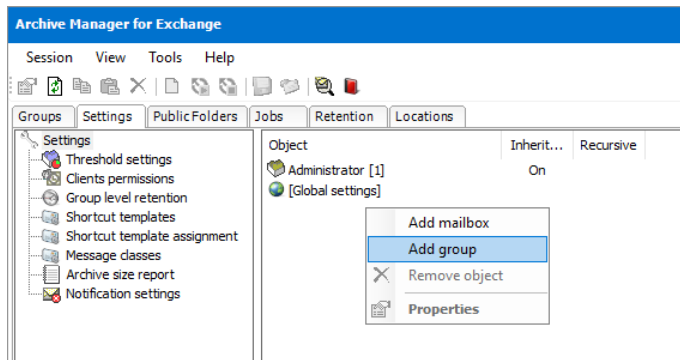 Archive Manager for Exchange
Session View Tools Help
Groups Settings Public Folders Jobs Retention Locations
Settings
Threshold settings
Clients permissions
Group level retention
Shortcut templates
Shortcut template assignment
Message classes
Archive size report
Notification settings
Object Inherit... Recursive
Administrator [1] On
[Global settings]
Add mailbox
Add group
Remove object
Properties